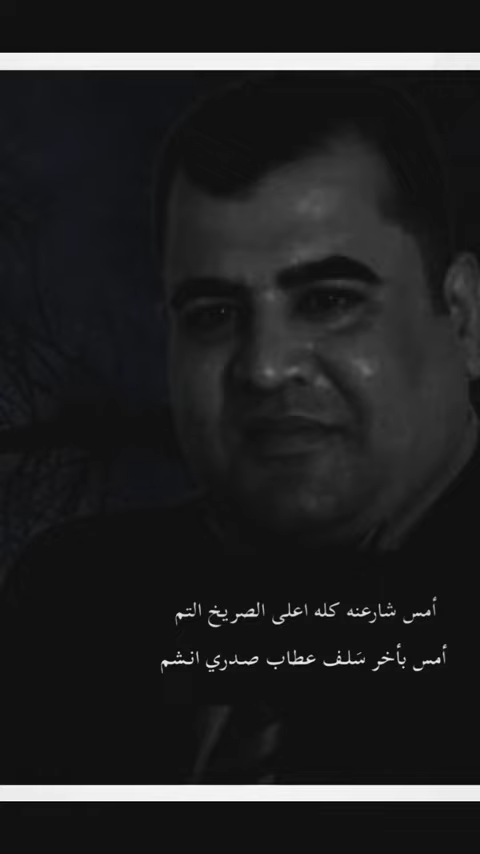 أمس شارعنه كله اعلى الصريخ التم
أمس بأخر سَلف عطاب صدري انشم